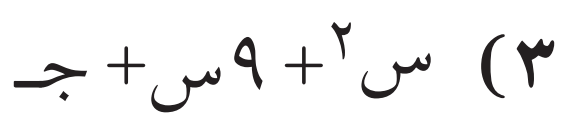 ٣) س٢ + ٩س + جـ